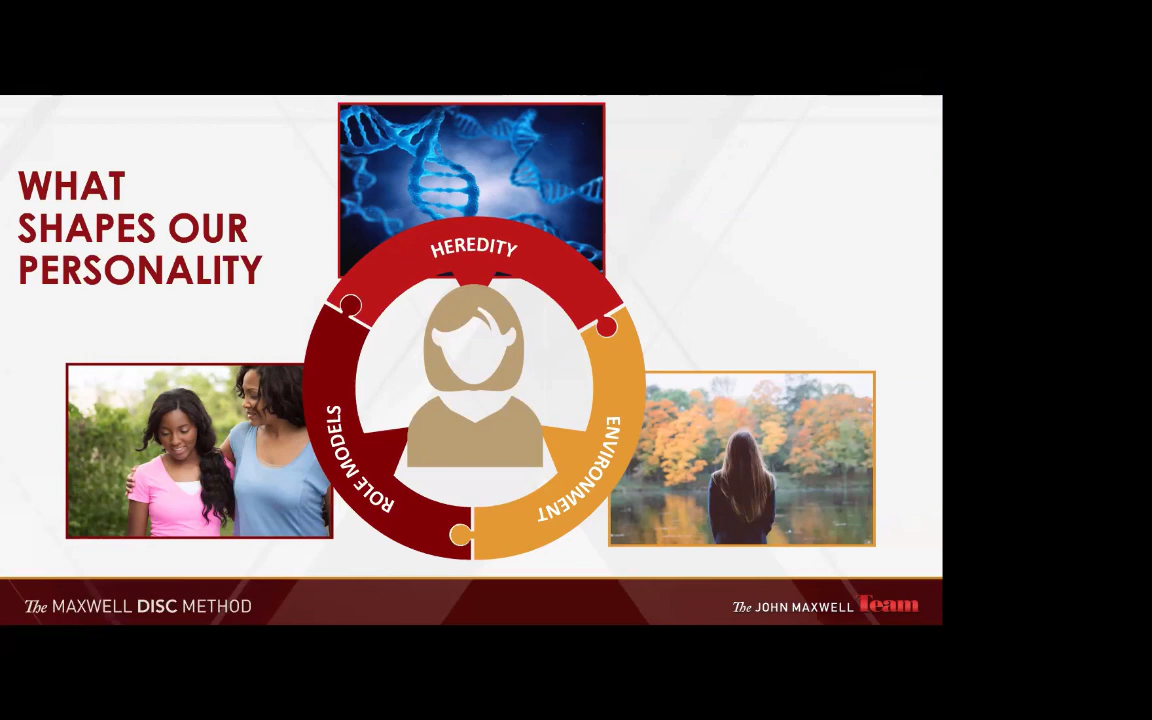 WHAT
SHAPES OUR
PERSONALITY
HEREDITY
ROLE MODELS
ENVIRONMENT
The MAXWELL DISC METHOD
The JOHN MAXWELL Team